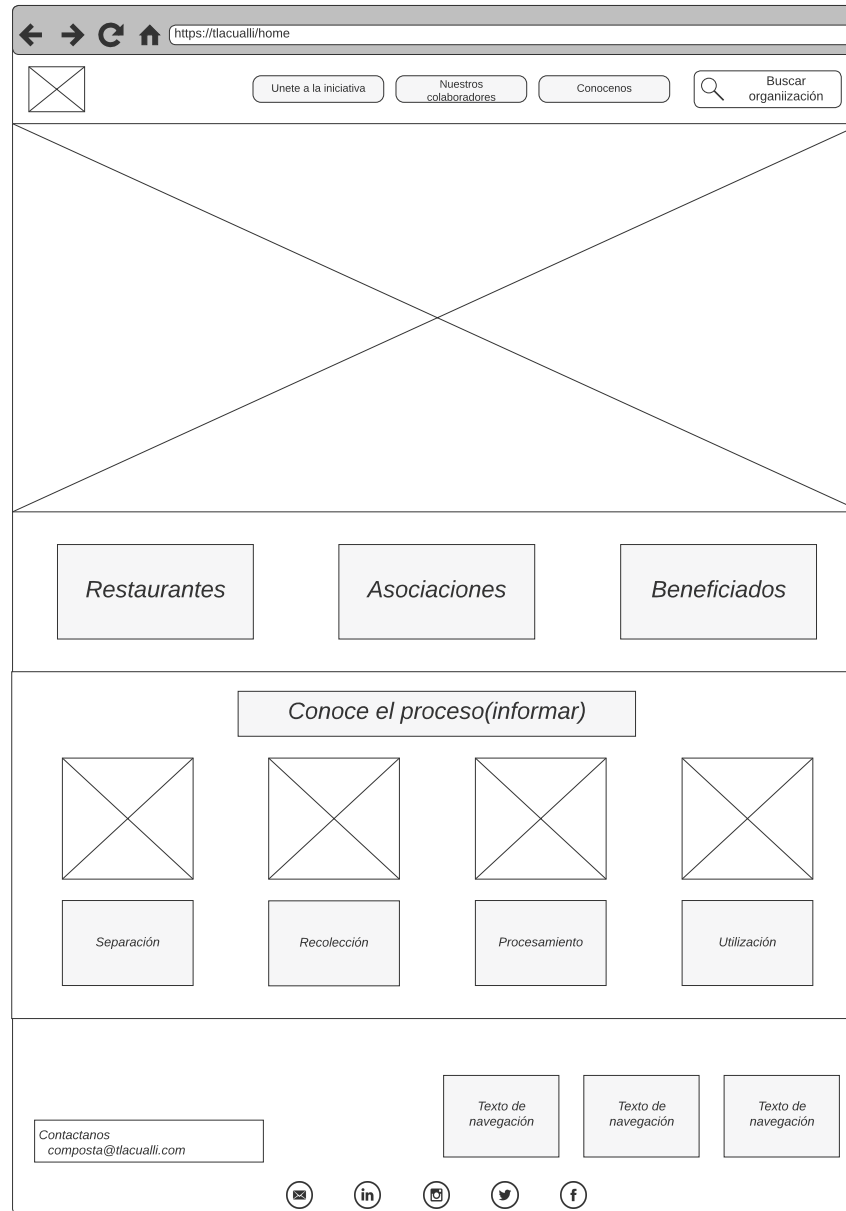 https://tlacualli/home
Unete a la iniciativa
Nuestros
colaboradores
Conocenos
Buscar
organiización
Restaurantes
Asociaciones
Beneficiados
Conoce el proceso(informar)
Separación
Recolección
Procesamiento
Utilización
Texto de
navegación
Texto de
navegación
Texto de
navegación
Contactanos
composta@tlacualli.com